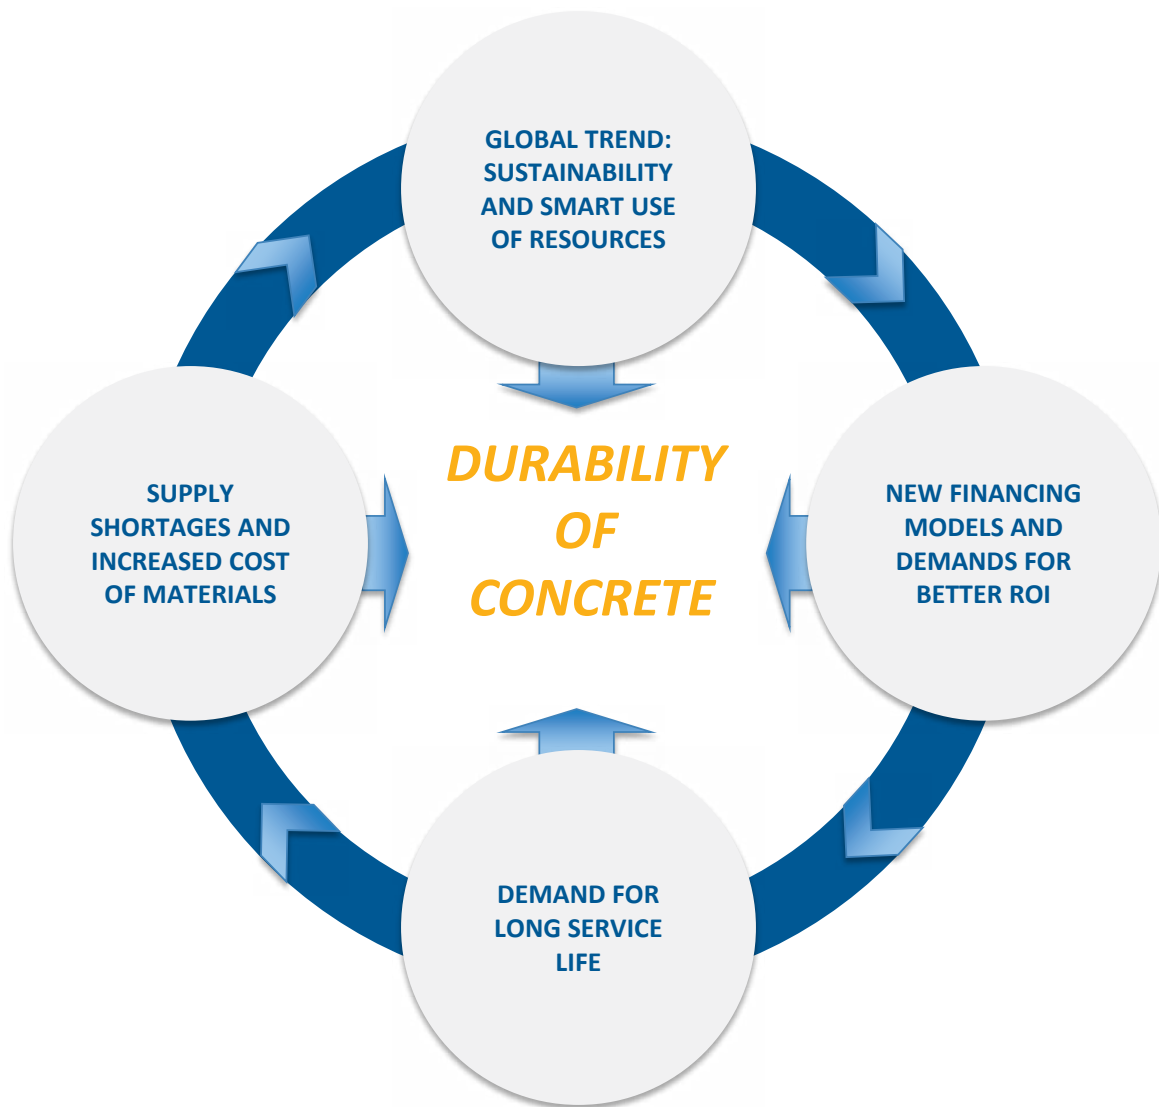 GLOBAL TREND:
SUSTAINABILITY
AND SMART USE
OF RESOURCES
DURABILITY
OF
CONCRETE
SUPPLY
SHORTAGES AND
INCREASED COST
OF MATERIALS
NEW FINANCING
MODELS AND
DEMANDS FOR
BETTER ROI
DEMAND FOR
LONG SERVICE
LIFE